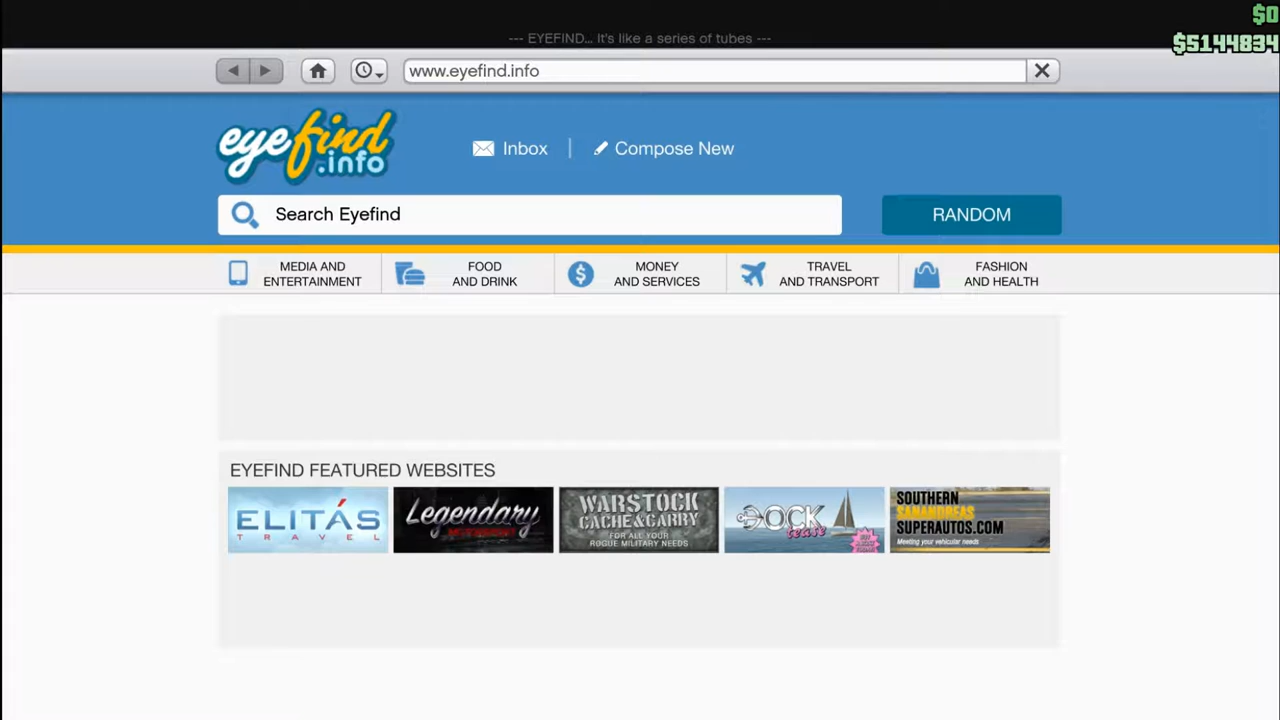 $0
--- EYEFIND... It's like a series of tubes ---
$5144834
www.eyefind.info
eyefind
.info
Inbox
Compose New
Search Eyefind
RANDOM
MEDIA AND
ENTERTAINMENT
FOOD
AND DRINK
MONEY
AND SERVICES
TRAVEL
AND TRANSPORT
FASHION
AND HEALTH
EYEFIND FEATURED WEBSITES
ELITÁS
TRAVEL
Legendary
WARSTOCK
CACHE&CARRY
FOR ALL YOUR
ROGUE MILITARY NEEDS
DOCK
tease
SOUTHERN
SANANDREAS
SUPERAUTOS.COM
Meeting your vehicular needs